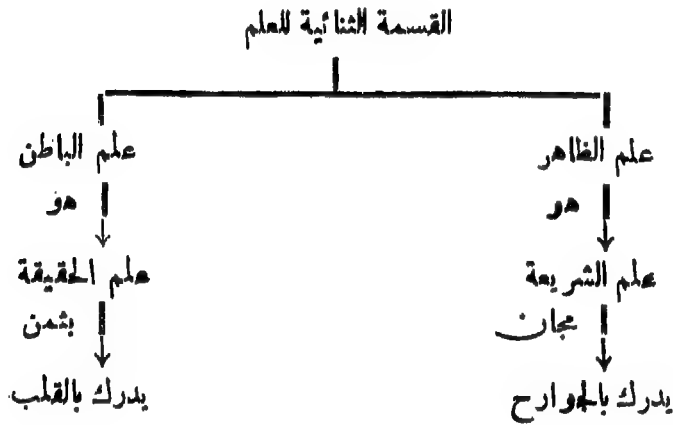 القسمة الثنائية للعلم
علم الظاهر
علم الباطن
هو
هو
علم الشريعة
علم الحقيقة
مجان
بثمن
يدرك بالجوارح
يدرك بالقلب